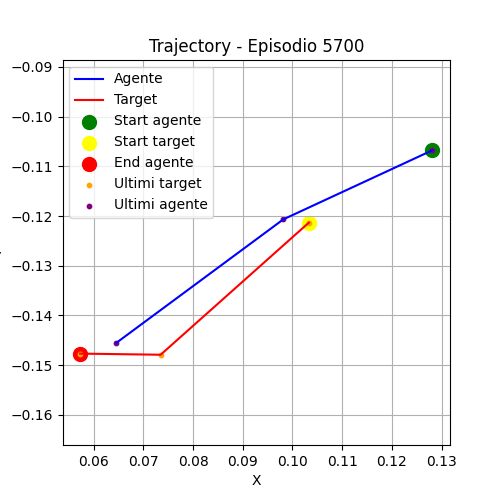 Trajectory - Episodio 5700
Agente
Target
Start agente
Start target
End agente
Ultimi target
Ultimi agente
−0.09
−0.10
−0.11
−0.12
−0.13
−0.14
−0.15
−0.16
0.06 0.07 0.08 0.09 0.10 0.11 0.12 0.13
X